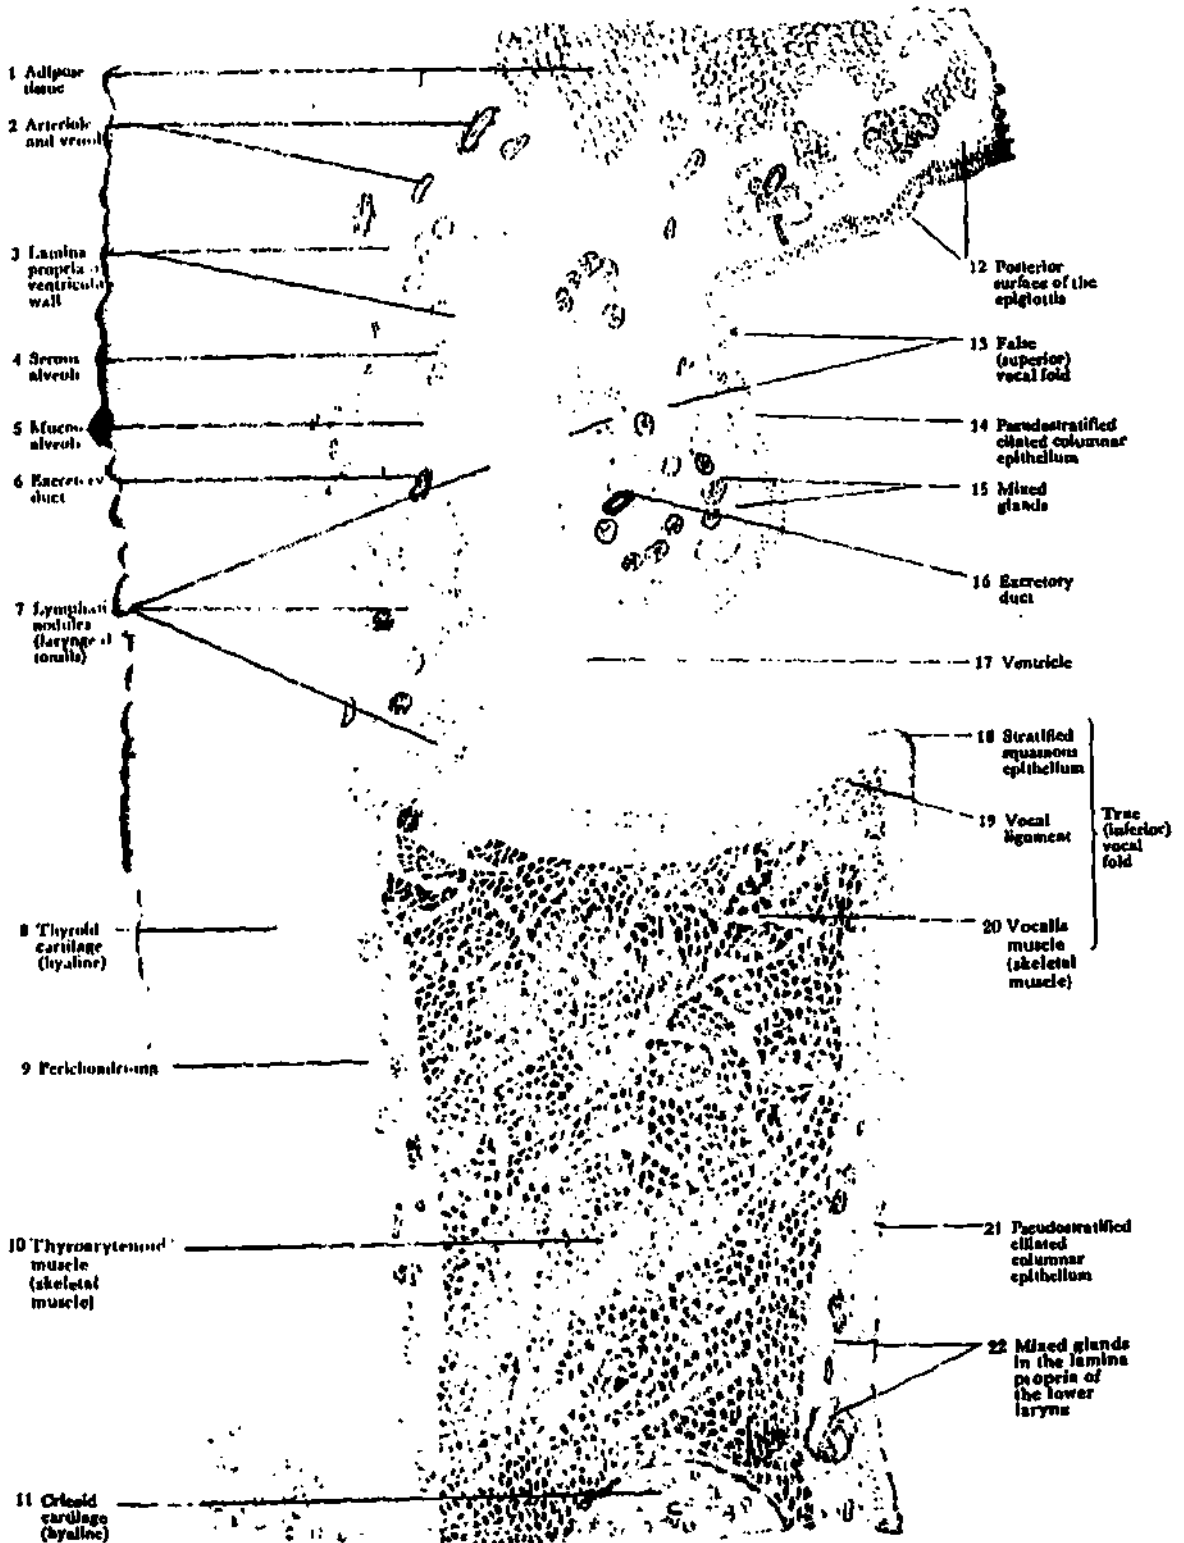 1 Adipose
tissue
2 Arteriole
and venule
3 Lamina
propria
ventricular
wall
4 Serous
alveoli
5 Mucous
alveoli
6 Excretory
duct
7 Lymphatic
nodules
(laryngeal
tonsils)
8 Thyroid
cartilage
(hyaline)
9 Perichondrium
10 Thyroarytenoid
muscle
(skeletal
muscle)
11 Cricoid
cartilage
(hyaline)
12 Posterior
surface of the
epiglottis
13 False
(superior)
vocal fold
14 Pseudostratified
ciliated columnar
epithelium
15 Mixed
glands
16 Excretory
duct
17 Ventricle
18 Stratified
squamous
epithelium
19 Vocal
ligament
True
(inferior)
vocal
fold
20 Vocalis
muscle
(skeletal
muscle)
21 Pseudostratified
ciliated
columnar
epithelium
22 Mixed glands
in the lamina
propria of
the lower
larynx